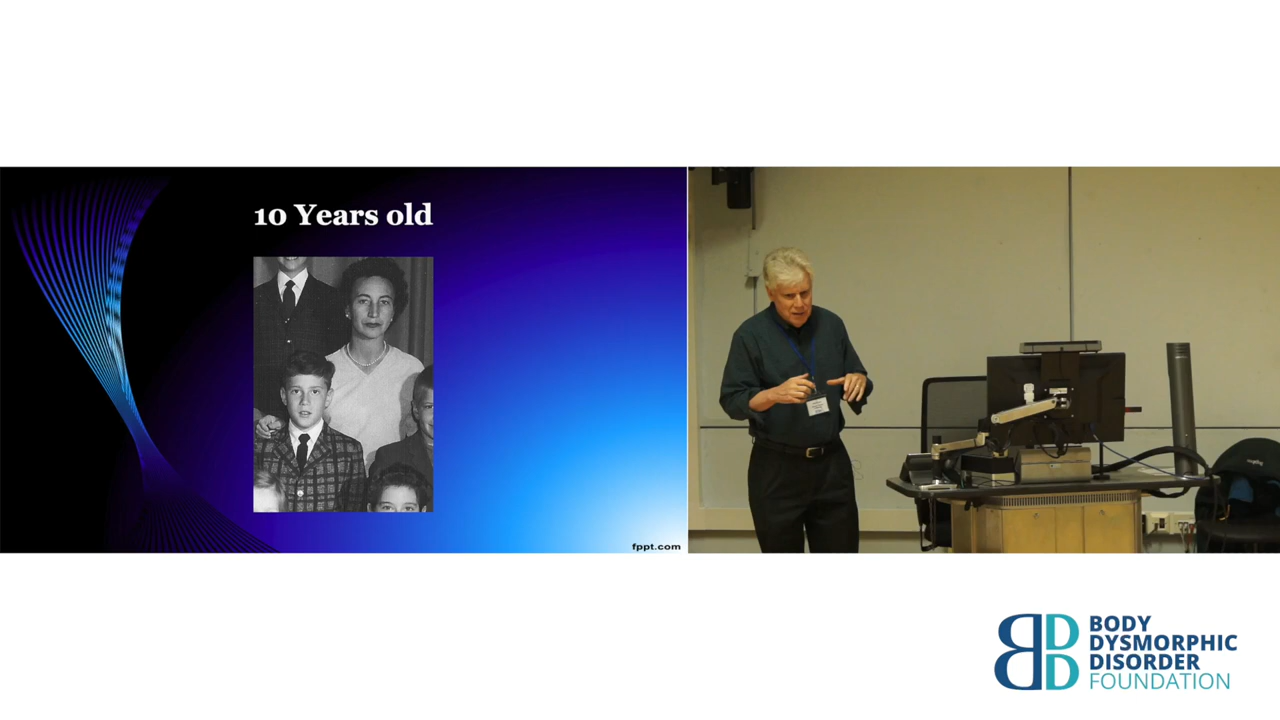 10 Years old
fppt.com
BODY
DYSMORPHIC
DISORDER
FOUNDATION